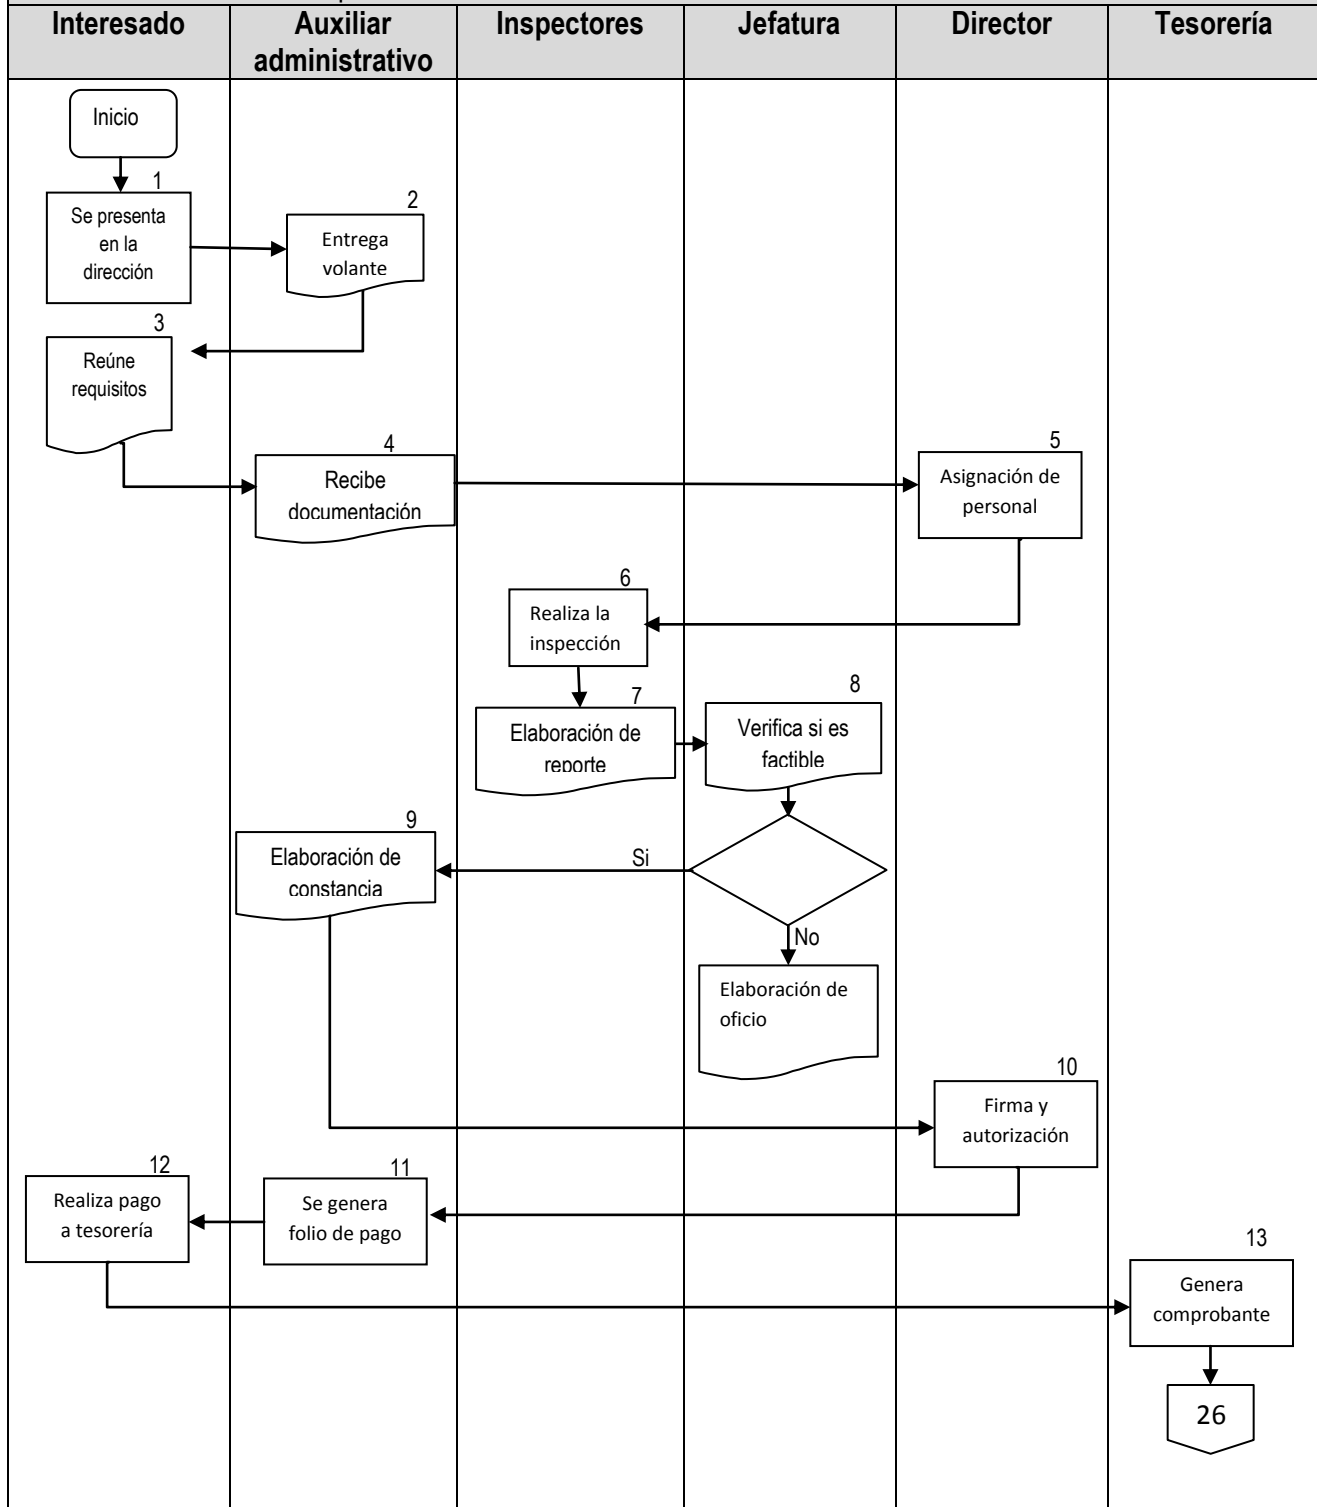 Interesado
Auxiliar
administrativo
Inspectores
Jefatura
Director
Tesorería
Inicio
1
Se presenta
en la
dirección
2
Entrega
volante
3
Reúne
requisitos
4
Recibe
documentación
5
Asignación de
personal
6
Realiza la
inspección
7
Elaboración de
reporte
8
Verifica si es
factible
9
Elaboración de
constancia
Si
No
Elaboración de
oficio
10
Firma y
autorización
11
Se genera
folio de pago
12
Realiza pago
a tesorería
13
Genera
comprobante
26